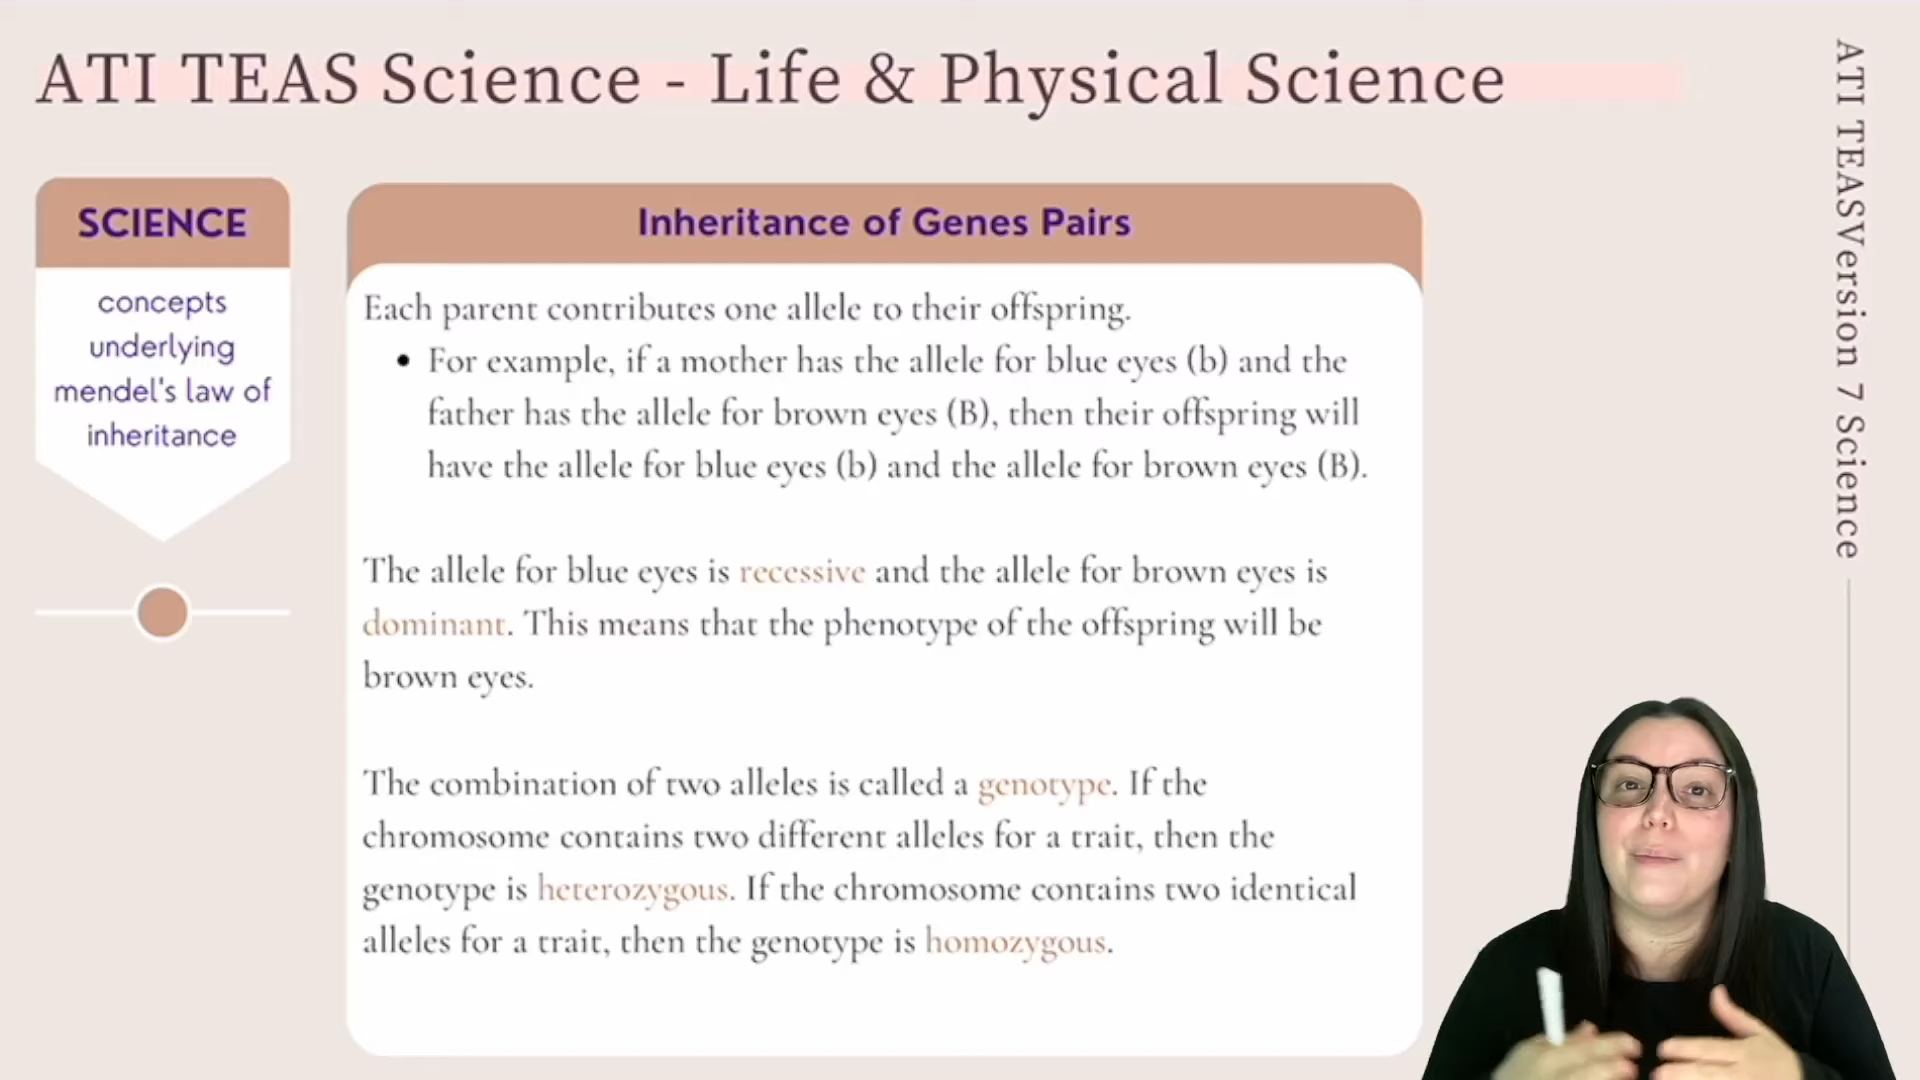 ATI TEAS Science - Life & Physical Science
SCIENCE
concepts
underlying
mendel's law of
inheritance
Inheritance of Genes Pairs
Each parent contributes one allele to their offspring.
• For example, if a mother has the allele for blue eyes (b) and the
father has the allele for brown eyes (B), then their offspring will
have the allele for blue eyes (b) and the allele for brown eyes (B).
The allele for blue eyes is recessive and the allele for brown eyes is
dominant. This means that the phenotype of the offspring will be
brown eyes.
The combination of two alleles is called a genotype. If the
chromosome contains two different alleles for a trait, then the
genotype is heterozygous. If the chromosome contains two identical
alleles for a trait, then the genotype is homozygous.
ATI TEASVersion 7 Science